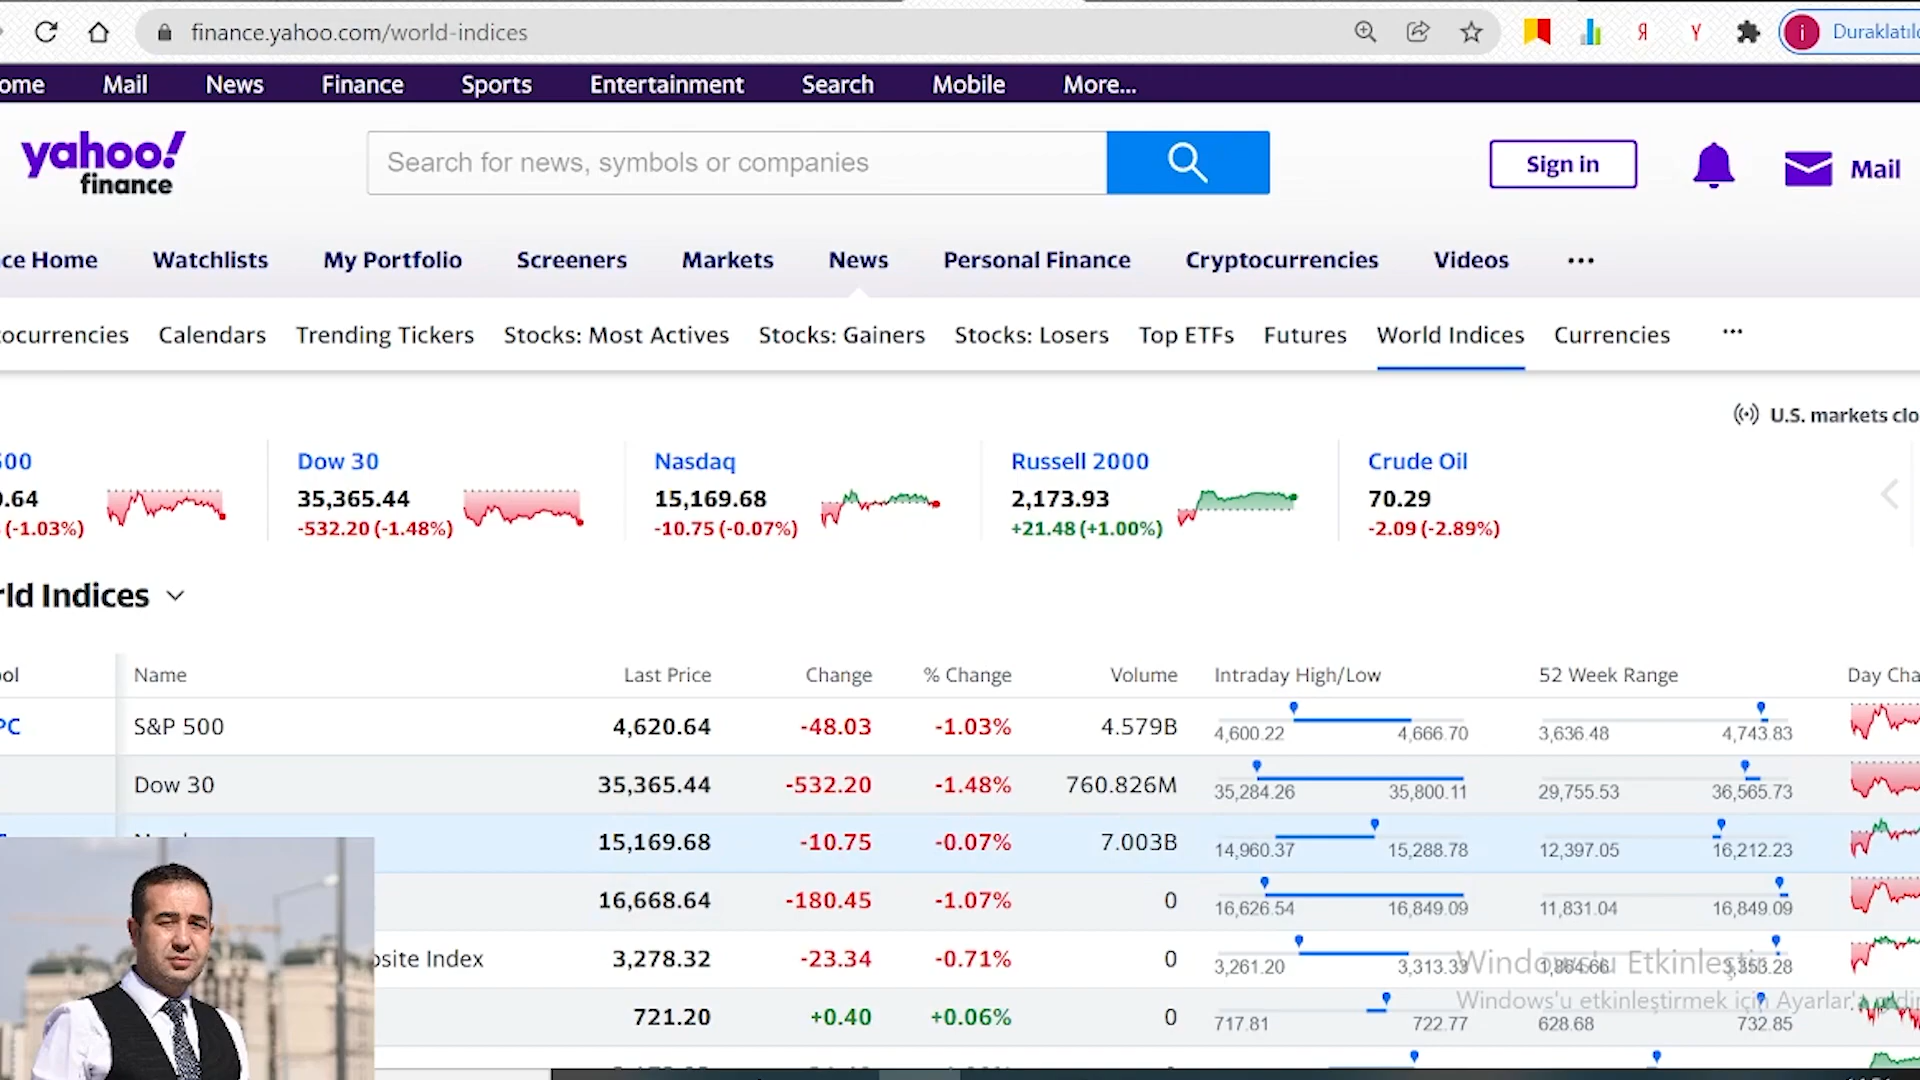 finance.yahoo.com/world-indices
Duraklatıld
ome Mail News Finance Sports Entertainment Search Mobile More...
yahoo! finance
Search for news, symbols or companies
Sign in
Mail
ce Home Watchlists My Portfolio Screeners Markets News Personal Finance Cryptocurrencies Videos ...
ocurrencies Calendars Trending Tickers Stocks: Most Actives Stocks: Gainers Stocks: Losers Top ETFs Futures World Indices Currencies ...
U.S. markets clo
500 Dow 30 Nasdaq Russell 2000 Crude Oil
0.64 35,365.44 15,169.68 2,173.93 70.29
(-1.03%) -532.20 (-1.48%) -10.75 (-0.07%) +21.48 (+1.00%) -2.09 (-2.89%)
rld Indices
ol Name Last Price Change % Change Volume Intraday High/Low 52 Week Range Day Cha
PC S&P 500 4,620.64 -48.03 -1.03% 4.579B 4,600.22 4,666.70 3,636.48 4,743.83
Dow 30 35,365.44 -532.20 -1.48% 760.826M 35,284.26 35,800.11 29,755.53 36,565.73
15,169.68 -10.75 -0.07% 7.003B 14,960.37 15,288.78 12,397.05 16,212.23
16,668.64 -180.45 -1.07% 0 16,626.54 16,849.09 11,831.04 16,849.09
osite Index 3,278.32 -23.34 -0.71% 0 3,261.20 3,313.33 3,353.28
Windows'u Etkinleştir
Windows'u etkinleştirmek için Ayarlar'a gidin
721.20 +0.40 +0.06% 0 717.81 722.77 628.68 732.85